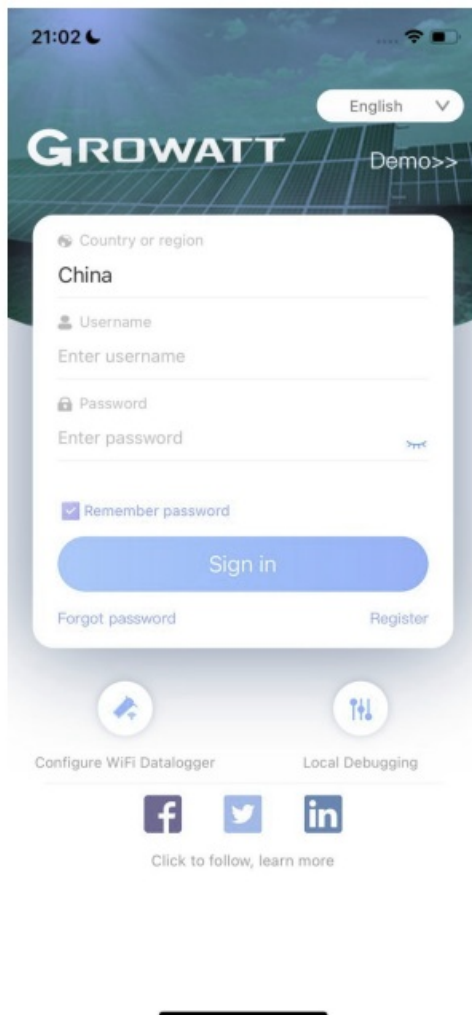 21:02
English
GROWATT
Demo>>
Country or region
China
Username
Enter username
Password
Enter password
Remember password
Sign in
Forgot password Register
Configure WiFi Datalogger Local Debugging
f in
Click to follow, learn more